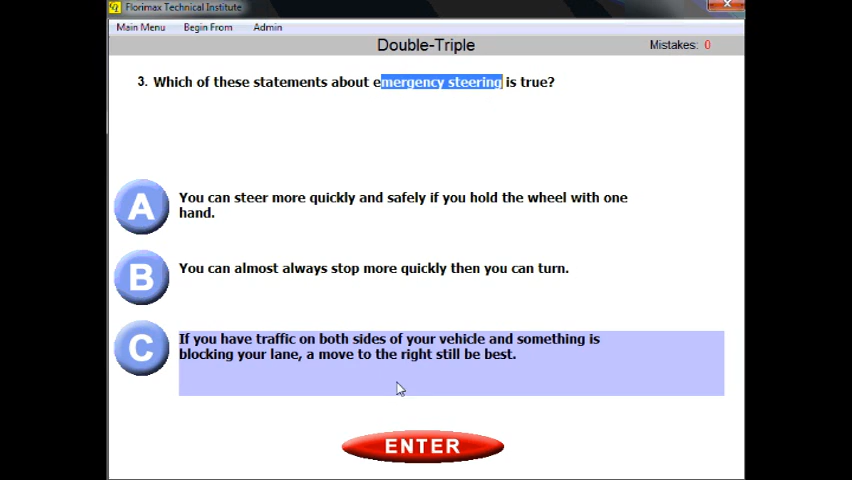 Florimax Technical Institute
Main Menu Begin From Admin
Double-Triple Mistakes: 0
3. Which of these statements about emergency steering is true?
A You can steer more quickly and safely if you hold the wheel with one
hand.
B You can almost always stop more quickly then you can turn.
C If you have traffic on both sides of your vehicle and something is
blocking your lane, a move to the right still be best.
ENTER